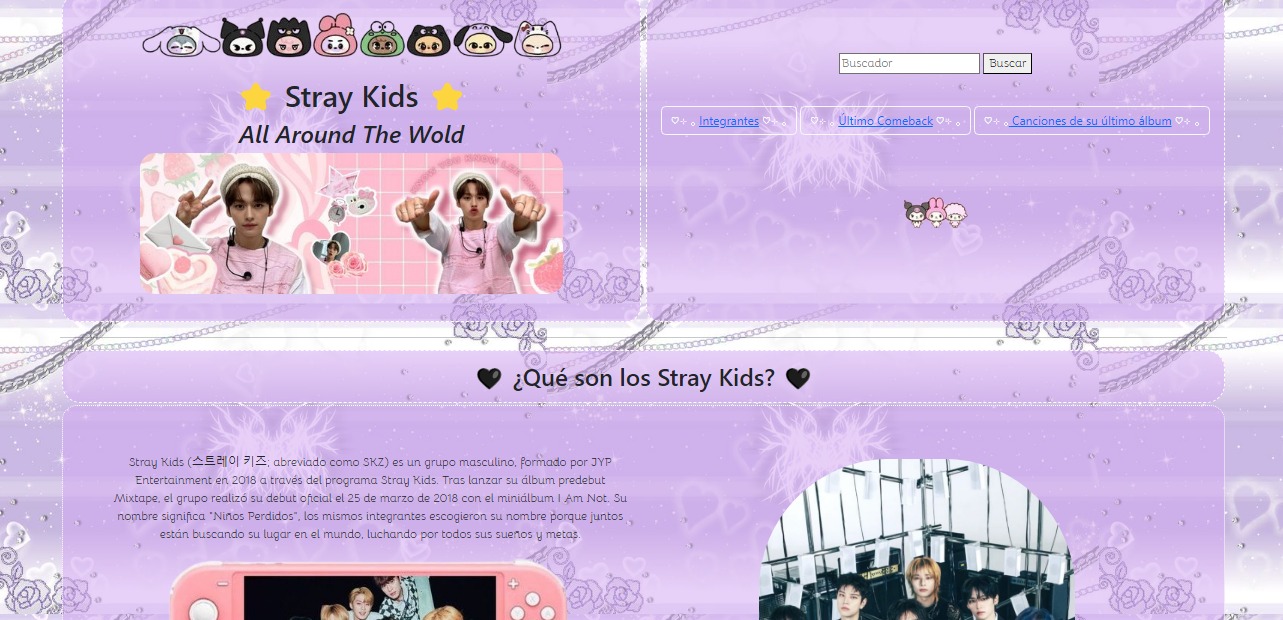 Stray Kids
All Around The Wold
Buscador
Buscar
Integrantes
Último Comeback
Canciones de su último álbum
¿Qué son los Stray Kids?
Stray Kids (스트레이 키즈; abreviado como SKZ) es un grupo masculino, formado por JYP
Entertainment en 2018 a través del programa Stray Kids. Tras lanzar su álbum predebut
Mixtape, el grupo realizó su debut oficial el 25 de marzo de 2018 con el miniálbum I Am Not. Su
nombre significa "Niños Perdidos", los mismos integrantes escogieron su nombre porque juntos
están buscando su lugar en el mundo, luchando por todos sus sueños y metas.